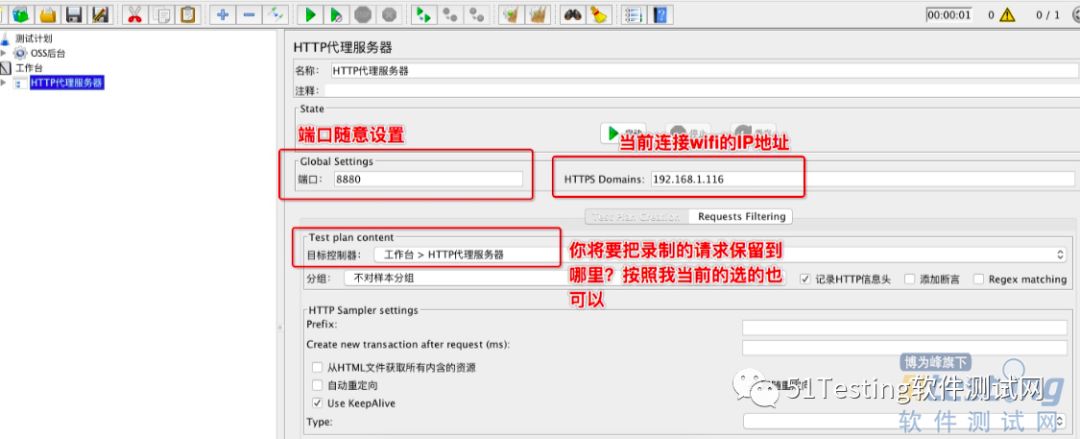 00:00:01 0 0 / 1
测试计划
OSS后台
工作台
HTTP代理服务器
HTTP代理服务器
名称: HTTP代理服务器
注释:
State
端口随意设置
启动 停止
当前连接wifi的IP地址
Global Settings
端口: 8880
HTTPS Domains: 192.168.1.116
Test Plan Creation Requests Filtering
Test plan content
目标控制器: 工作台 > HTTP代理服务器
你将要把录制的请求保留到
哪里？按照我当前的选的也
可以
分组: 不对样本分组
记录HTTP信息头 添加断言 Regex matching
HTTP Sampler settings
Prefix:
Create new transaction after request (ms):
从HTML文件获取所有内含的资源
自动重定向
Use KeepAlive
Type:
博为峰旗下
51Testing软件测试网
软件测试网